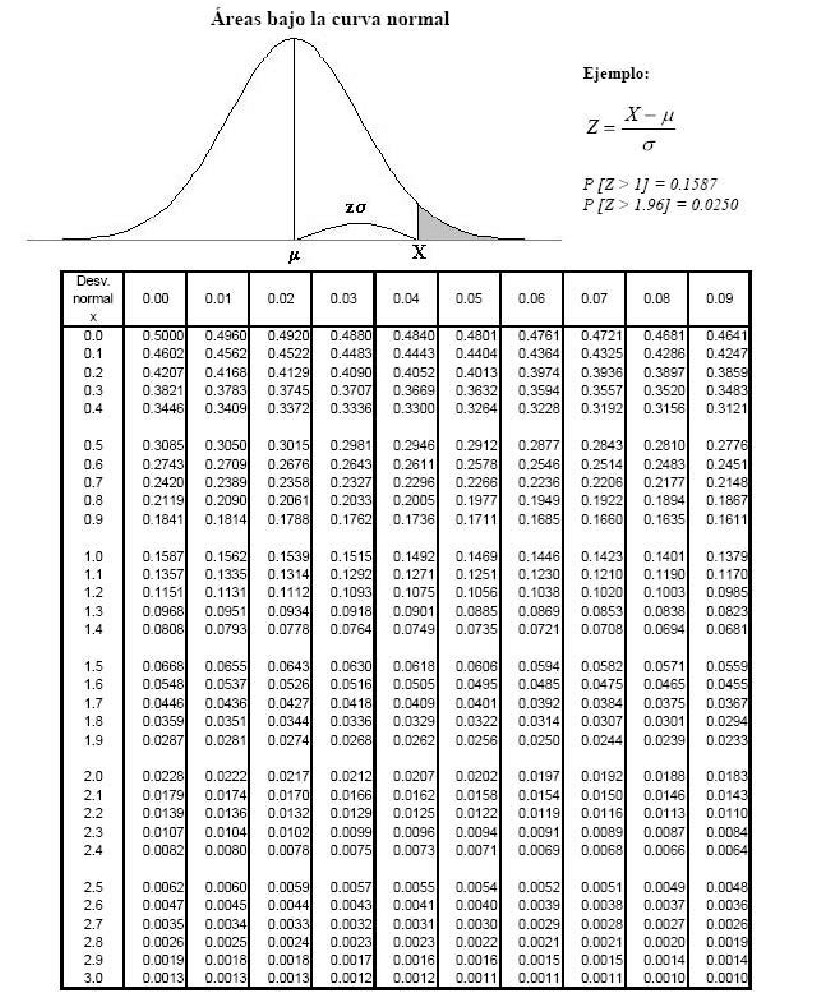 Áreas bajo la curva normal
Ejemplo:
Z = (X − μ) / σ
P [Z > 1] = 0.1587
P [Z > 1.96] = 0.0250
zσ
μ X
Desv. normal x 0.00 0.01 0.02 0.03 0.04 0.05 0.06 0.07 0.08 0.09
0.0 0.5000 0.4960 0.4920 0.4880 0.4840 0.4801 0.4761 0.4721 0.4681 0.4641
0.1 0.4602 0.4562 0.4522 0.4483 0.4443 0.4404 0.4364 0.4325 0.4286 0.4247
0.2 0.4207 0.4168 0.4129 0.4090 0.4052 0.4013 0.3974 0.3936 0.3897 0.3859
0.3 0.3821 0.3783 0.3745 0.3707 0.3669 0.3632 0.3594 0.3557 0.3520 0.3483
0.4 0.3446 0.3409 0.3372 0.3336 0.3300 0.3264 0.3228 0.3192 0.3156 0.3121
0.5 0.3085 0.3050 0.3015 0.2981 0.2946 0.2912 0.2877 0.2843 0.2810 0.2776
0.6 0.2743 0.2709 0.2676 0.2643 0.2611 0.2578 0.2546 0.2514 0.2483 0.2451
0.7 0.2420 0.2389 0.2358 0.2327 0.2296 0.2266 0.2236 0.2206 0.2177 0.2148
0.8 0.2119 0.2090 0.2061 0.2033 0.2005 0.1977 0.1949 0.1922 0.1894 0.1867
0.9 0.1841 0.1814 0.1788 0.1762 0.1736 0.1711 0.1685 0.1660 0.1635 0.1611
1.0 0.1587 0.1562 0.1539 0.1515 0.1492 0.1469 0.1446 0.1423 0.1401 0.1379
1.1 0.1357 0.1335 0.1314 0.1292 0.1271 0.1251 0.1230 0.1210 0.1190 0.1170
1.2 0.1151 0.1131 0.1112 0.1093 0.1075 0.1056 0.1038 0.1020 0.1003 0.0985
1.3 0.0968 0.0951 0.0934 0.0918 0.0901 0.0885 0.0869 0.0853 0.0838 0.0823
1.4 0.0808 0.0793 0.0778 0.0764 0.0749 0.0735 0.0721 0.0708 0.0694 0.0681
1.5 0.0668 0.0655 0.0643 0.0630 0.0618 0.0606 0.0594 0.0582 0.0571 0.0559
1.6 0.0548 0.0537 0.0526 0.0516 0.0505 0.0495 0.0485 0.0475 0.0465 0.0455
1.7 0.0446 0.0436 0.0427 0.0418 0.0409 0.0401 0.0392 0.0384 0.0375 0.0367
1.8 0.0359 0.0351 0.0344 0.0336 0.0329 0.0322 0.0314 0.0307 0.0301 0.0294
1.9 0.0287 0.0281 0.0274 0.0268 0.0262 0.0256 0.0250 0.0244 0.0239 0.0233
2.0 0.0228 0.0222 0.0217 0.0212 0.0207 0.0202 0.0197 0.0192 0.0188 0.0183
2.1 0.0179 0.0174 0.0170 0.0166 0.0162 0.0158 0.0154 0.0150 0.0146 0.0143
2.2 0.0139 0.0136 0.0132 0.0129 0.0125 0.0122 0.0119 0.0116 0.0113 0.0110
2.3 0.0107 0.0104 0.0102 0.0099 0.0096 0.0094 0.0091 0.0089 0.0087 0.0084
2.4 0.0082 0.0080 0.0078 0.0075 0.0073 0.0071 0.0069 0.0068 0.0066 0.0064
2.5 0.0062 0.0060 0.0059 0.0057 0.0055 0.0054 0.0052 0.0051 0.0049 0.0048
2.6 0.0047 0.0045 0.0044 0.0043 0.0041 0.0040 0.0039 0.0038 0.0037 0.0036
2.7 0.0035 0.0034 0.0033 0.0032 0.0031 0.0030 0.0029 0.0028 0.0027 0.0026
2.8 0.0026 0.0025 0.0024 0.0023 0.0023 0.0022 0.0021 0.0021 0.0020 0.0019
2.9 0.0019 0.0018 0.0018 0.0017 0.0016 0.0016 0.0015 0.0015 0.0014 0.0014
3.0 0.0013 0.0013 0.0013 0.0012 0.0012 0.0011 0.0011 0.0011 0.0010 0.0010